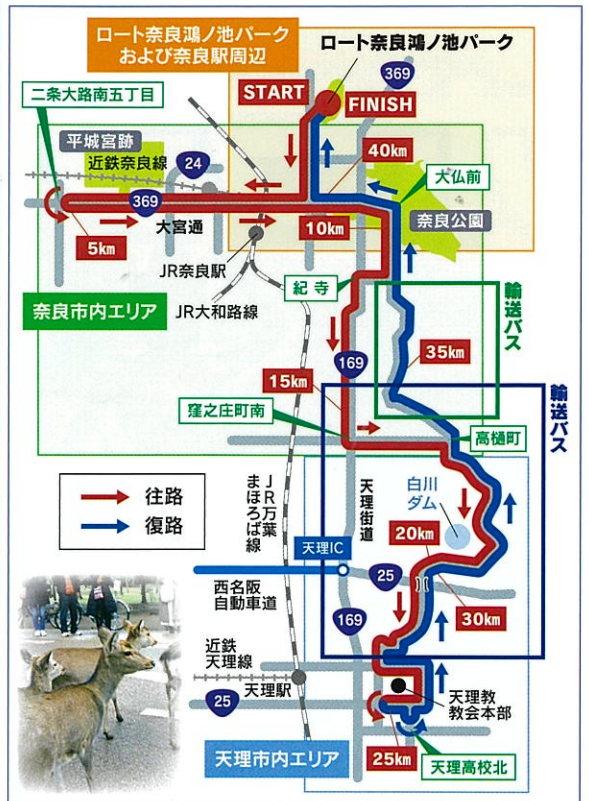 ロート奈良鴻ノ池パーク
および奈良駅周辺
ロート奈良鴻ノ池パーク
369
START
FINISH
二条大路南五丁目
平城宮跡
近鉄奈良線
24
40km
大仏前
369
大宮通
10km
奈良公園
5km
JR奈良駅
紀寺
奈良市内エリア
JR大和路線
輸送バス
169
35km
15km
輸送バス
窪之庄町南
高樋町
往路
復路
JR万葉
まほろば線
天理街道
白川
ダム
20km
天理IC
25
西名阪
自動車道
169
30km
近鉄
天理線
天理駅
天理教
教会本部
25
天理市内エリア
25km
天理高校北